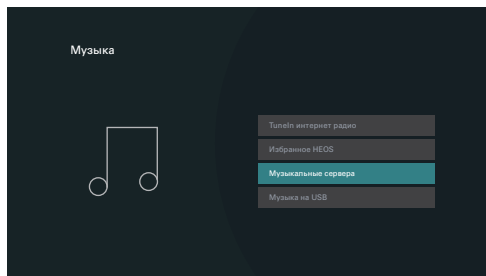 Музыка
TuneIn интернет радио
Избранное HEOS
Музыкальные сервера
Музыка на USB